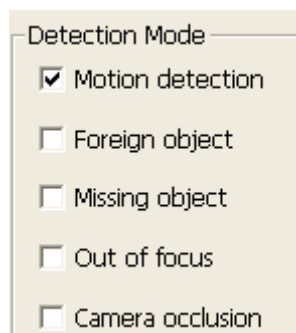 Detection Mode
Motion detection
Foreign object
Missing object
Out of focus
Camera occlusion